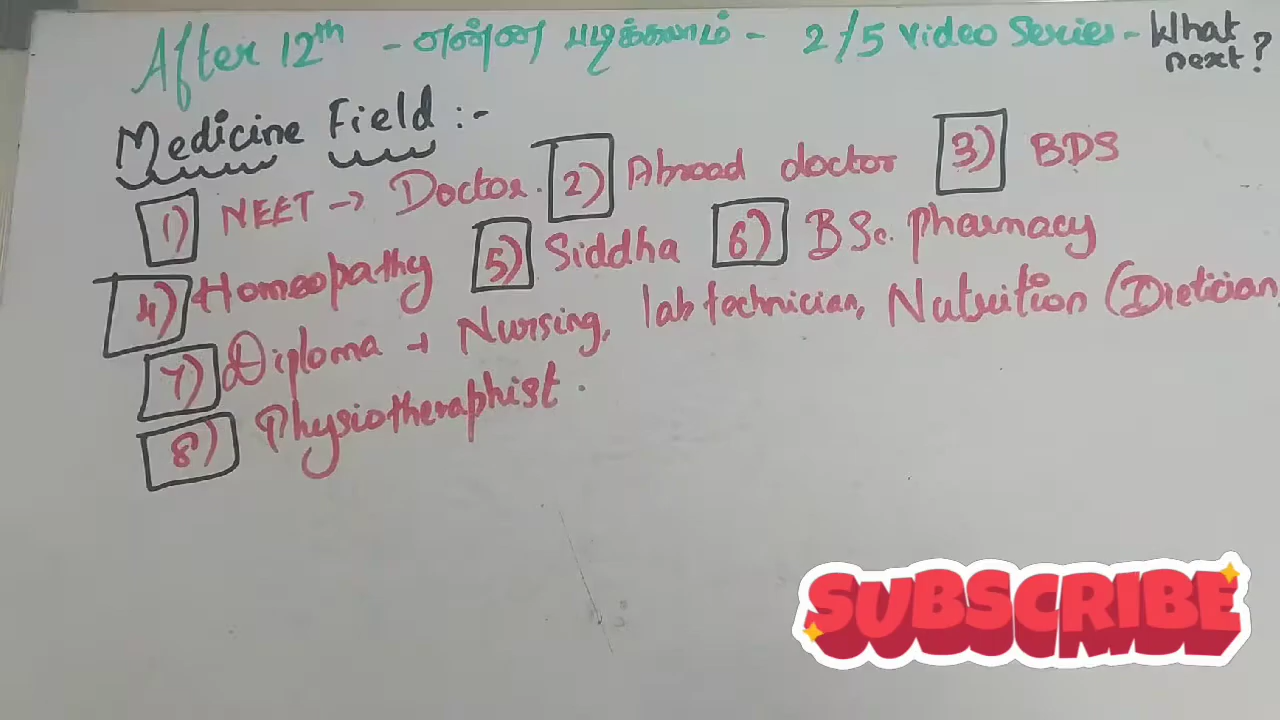 After 12th - என்ன படிக்கலாம் - 2/5 Video Series - What next?
Medicine Field :-
1) NEET -> Doctor. 2) Abroad doctor 3) BDS
4) Homeopathy 5) Siddha 6) BSc. pharmacy
7) Diploma + Nursing, lab technician, Nutrition (Dietician
8) Physiotheraphist.
SUBSCRIBE